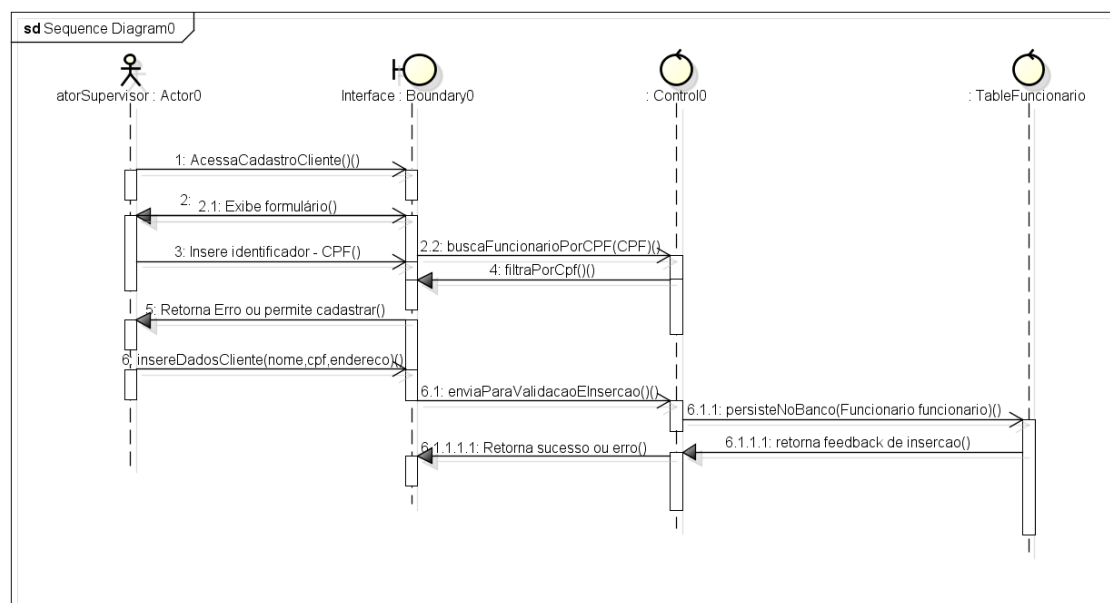 sd Sequence Diagram0
atorSupervisor : Actor0
Interface : Boundary0
: Control0
: TableFuncionario
1: AcessaCadastroCliente()()
2:
2.1: Exibe formulário()
3: Insere identificador - CPF()
2.2: buscaFuncionarioPorCPF(CPF)()
4: filtraPorCpf()()
5: Retorna Erro ou permite cadastrar()
6: insereDadosCliente(nome,cpf,endereco)()
6.1: enviaParaValidacaoEInsercao()()
6.1.1: persisteNoBanco(Funcionario funcionario)()
6.1.1.1: retorna feedback de insercao()
6.1.1.1.1: Retorna sucesso ou erro()